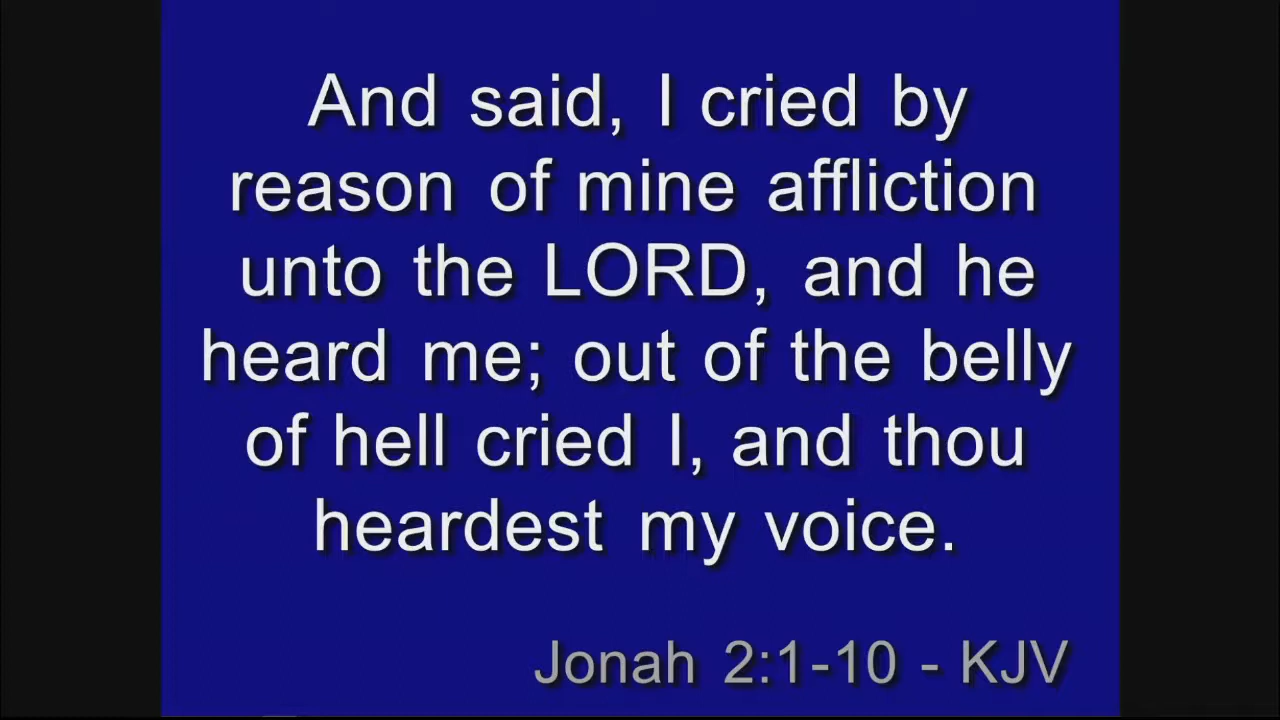 And said, I cried by
reason of mine affliction
unto the LORD, and he
heard me; out of the belly
of hell cried I, and thou
heardest my voice.
Jonah 2:1-10 - KJV